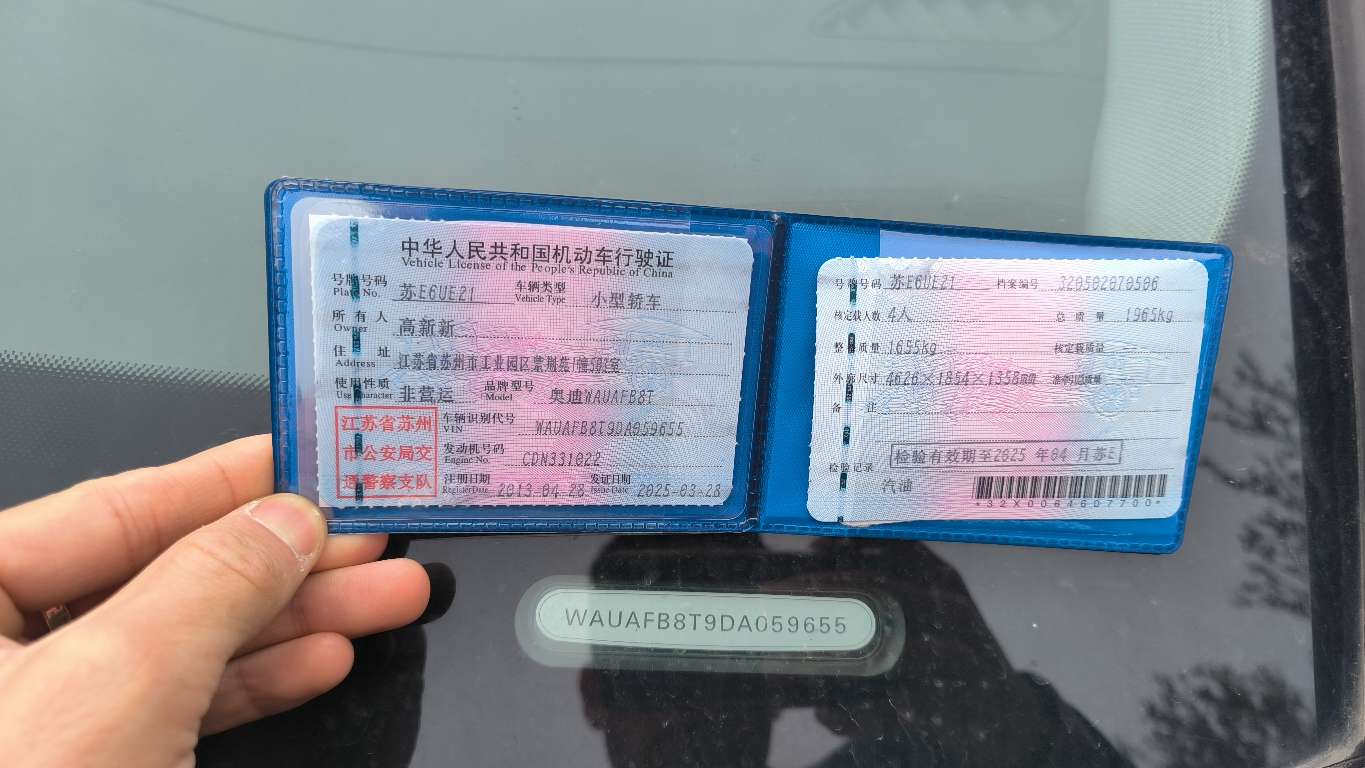 中华人民共和国机动车行驶证
Vehicle License of the People's Republic of China
号牌号码 苏E6UE21 车辆类型 小型轿车
Plate No. Vehicle Type
所有人 高新新
Owner
住址 江苏省苏州市工业园区紫荆苑1幢502室
Address
使用性质 非营运 品牌型号 奥迪WAUAFB8T
Use Character Model
江苏省苏州
市公安局交
通警察支队
车辆识别代号 WAUAFB8T9DA059655
VIN
发动机号码 CDN331022
Engine No.
注册日期 2013-04-28 发证日期 2025-03-28
Register Date Issue Date
号牌号码 苏E6UE21 档案编号 320502070506
核定载人数 4人 总质量 1965kg
整备质量 1655kg 核定载质量 --
外廓尺寸 4626×1854×1358mm 准牵引总质量 --
备注
检验记录 检验有效期至2025年04月苏E
汽油
*32X0084607700*
WAUAFB8T9DA059655